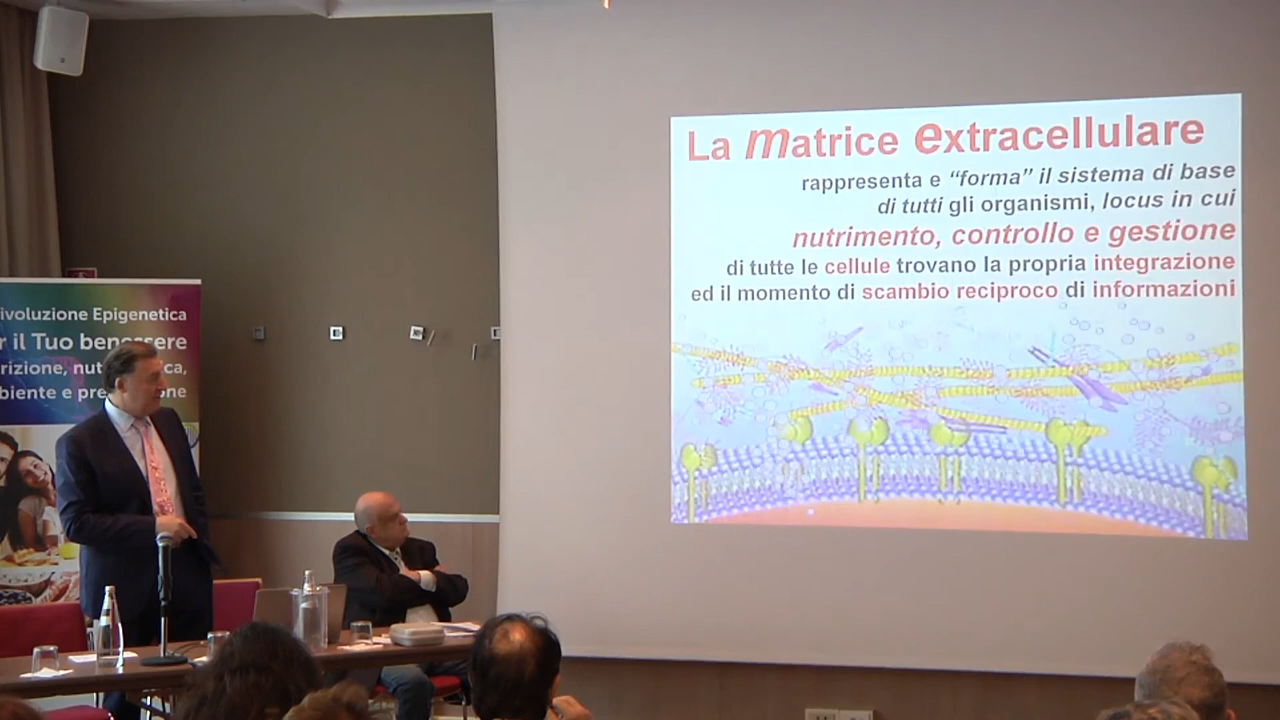 La matrice extracellulare
rappresenta e “forma” il sistema di base
di tutti gli organismi, locus in cui
nutrimento, controllo e gestione
di tutte le cellule trovano la propria integrazione
ed il momento di scambio reciproco di informazioni
ivoluzione Epigenetica
r il Tuo benessere
rizione, nut ca,
biente e pre one